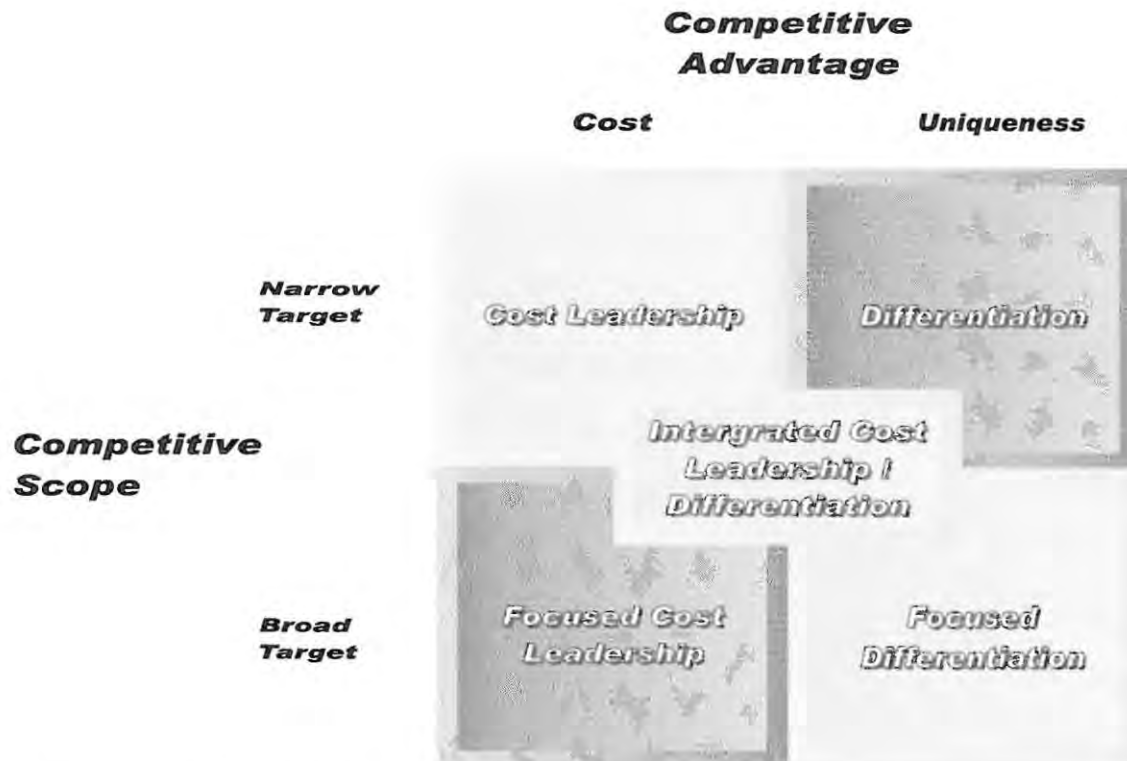 Competitive
Advantage
Cost
Uniqueness
Narrow
Target
Cost Leadership
Differentiation
Competitive
Scope
Intergrated Cost
Leadership /
Differentiation
Broad
Target
Focused Cost
Leadership
Focused
Differentiation